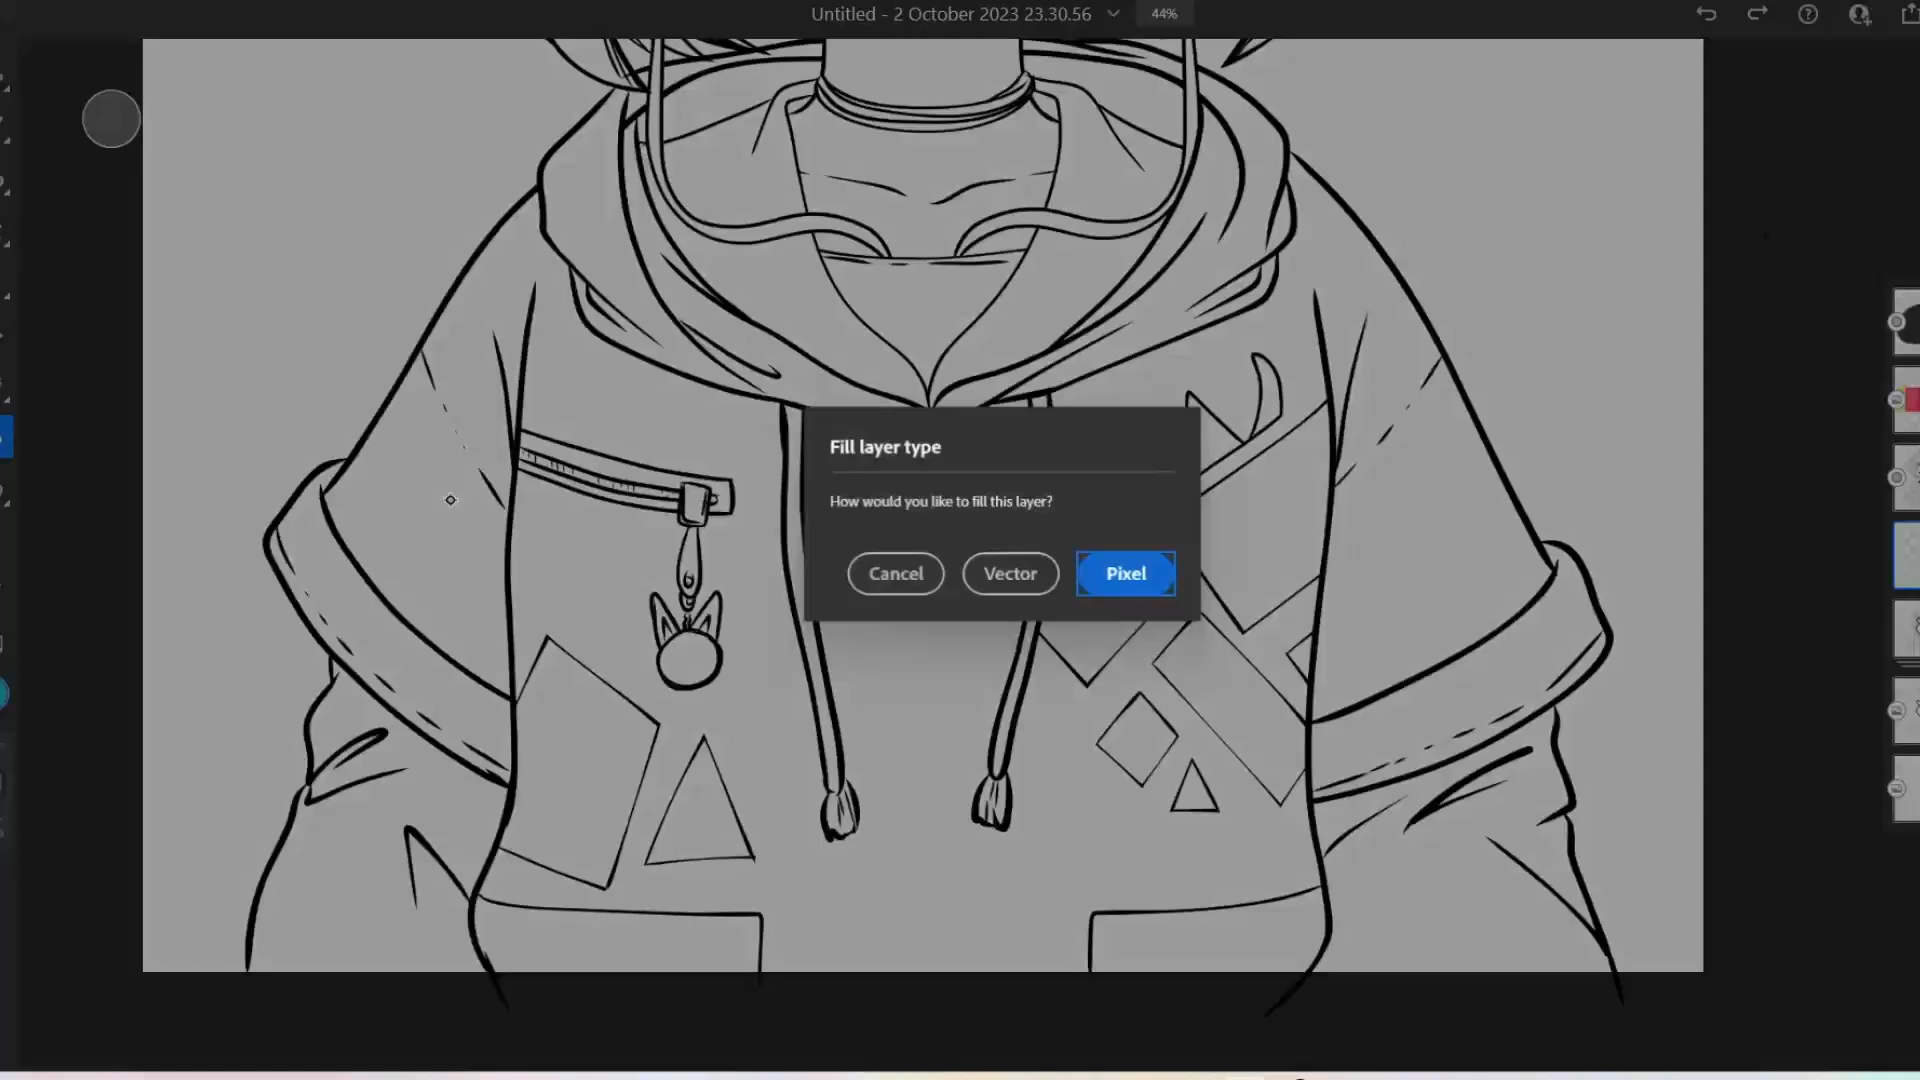 Untitled - 2 October 2023 23.30.56
44%
Fill layer type
How would you like to fill this layer?
Cancel
Vector
Pixel